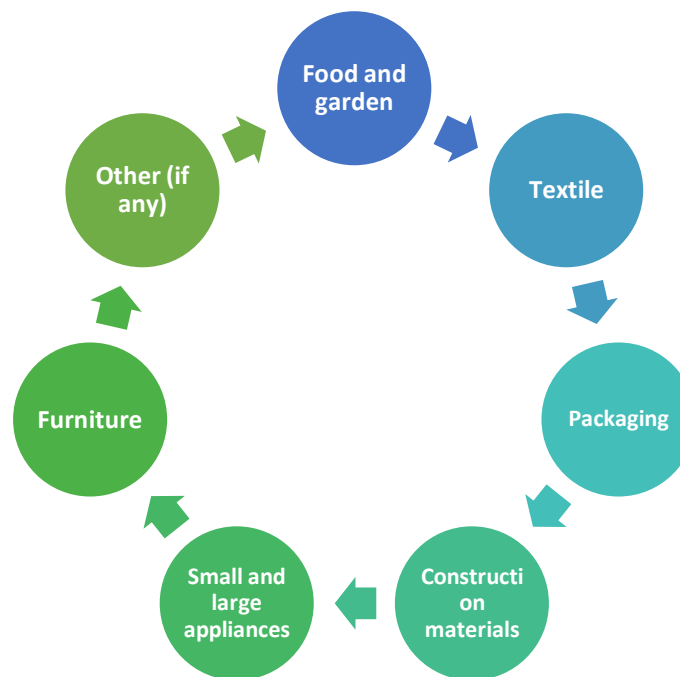 Food and
garden
Textile
Packaging
Constructi
on
materials
Small and
large
appliances
Furniture
Other (if
any)